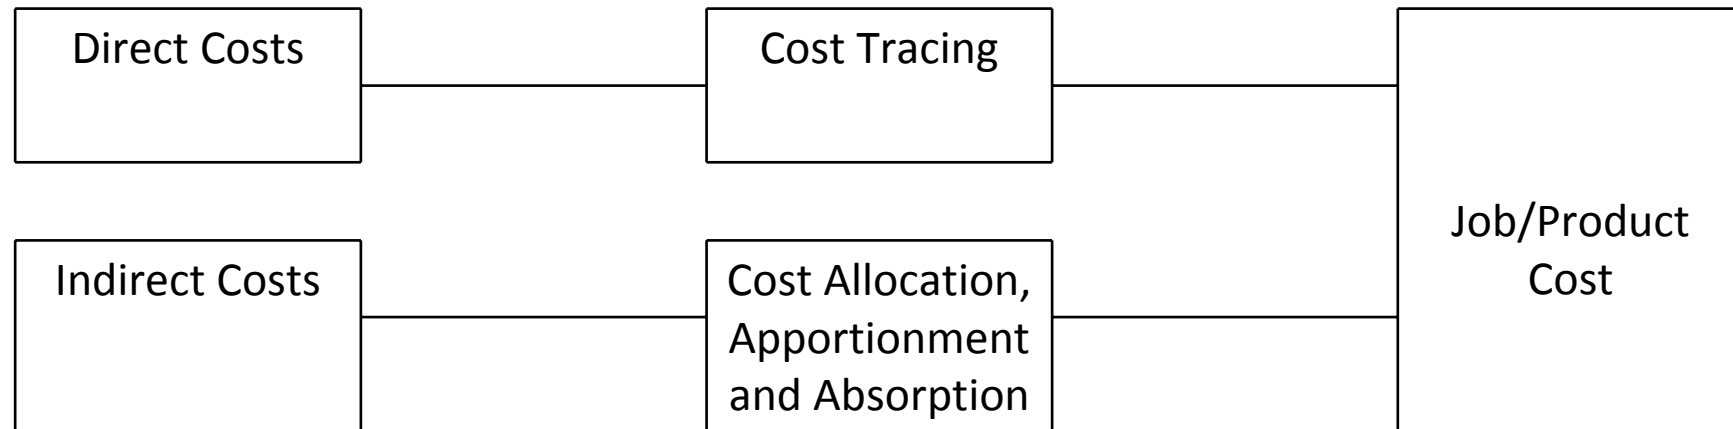 Direct Costs
Cost Tracing
Indirect Costs
Cost Allocation,
Apportionment
and Absorption
Job/Product
Cost